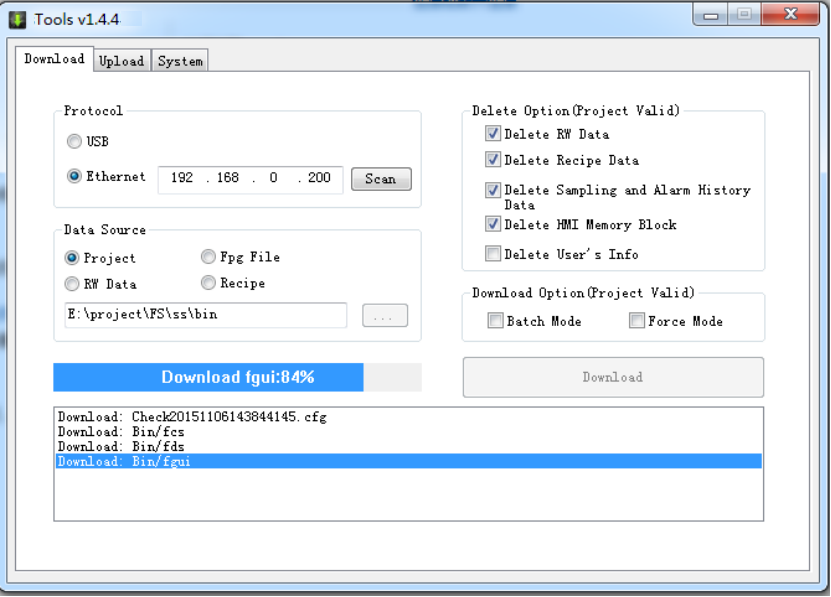 Tools v1.4.4
Download Upload System
Protocol
USB
Ethernet 192 . 168 . 0 . 200 Scan
Data Source
Project Fpg File
RW Data Recipe
E:\project\FS\ss\bin ...
Delete Option(Project Valid)
Delete RW Data
Delete Recipe Data
Delete Sampling and Alarm History
Data
Delete HMI Memory Block
Delete User's Info
Download Option(Project Valid)
Batch Mode Force Mode
Download fgui:84% Download
Download: Check20151106143844145.cfg
Download: Bin/fcs
Download: Bin/fds
Download: Bin/fgui